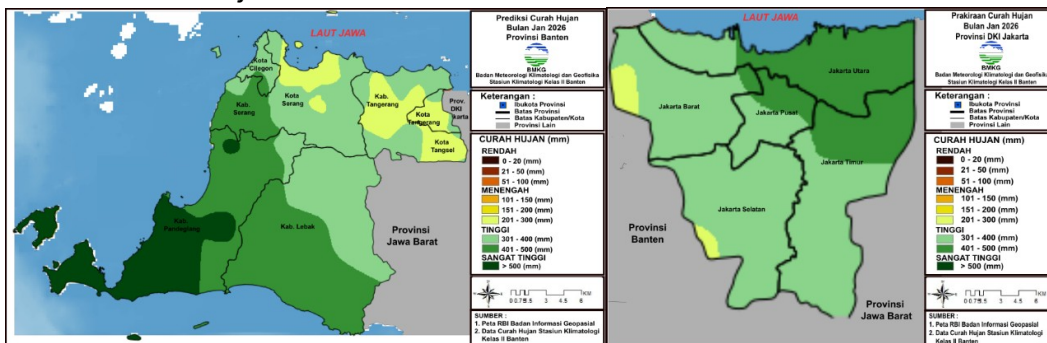 LAUT JAWA
Kota
Cilegon
Kota
Serang
Kab.
Serang
Kab.
Tangerang
Kota
Tangerang
Kota
Tangsel
Prov.
DKI
Kab.
Pandeglang
Kab. Lebak
Provinsi
Jawa Barat
Prediksi Curah Hujan
Bulan Jan 2026
Provinsi Banten
BMKG
Badan Meteorologi Klimatologi dan Geofisika
Stasiun Klimatologi Kelas II Banten
Keterangan :
Ibukota Provinsi
Batas Provinsi
Batas Kabupaten/Kota
Provinsi Lain
CURAH HUJAN (mm)
RENDAH
0 - 20 (mm)
21 - 50 (mm)
51 - 100 (mm)
MENENGAH
101 - 150 (mm)
151 - 200 (mm)
201 - 300 (mm)
TINGGI
301 - 400 (mm)
401 - 500 (mm)
SANGAT TINGGI
> 500 (mm)
KM
SUMBER :
1. Peta RBI Badan Informasi Geopasial
2. Data Curah Hujan Stasiun Klimatologi
Kelas II Banten
LAUT JAWA
Jakarta Utara
Jakarta Barat
Jakarta Pusat
Jakarta Timur
Jakarta Selatan
Provinsi
Banten
Provinsi
Jawa Barat
Prakiraan Curah Hujan
Bulan Jan 2026
Provinsi DKI Jakarta
BMKG
Badan Meteorologi Klimatologi dan Geofisika
Stasiun Klimatologi Kelas II Banten
Keterangan :
Ibukota Provinsi
Batas Provinsi
Batas Kabupaten/Kota
Provinsi Lain
CURAH HUJAN (mm)
RENDAH
0 - 20 (mm)
21 - 50 (mm)
51 - 100 (mm)
MENENGAH
101 - 150 (mm)
151 - 200 (mm)
201 - 300 (mm)
TINGGI
301 - 400 (mm)
401 - 500 (mm)
SANGAT TINGGI
> 500 (mm)
KM
SUMBER :
1. Peta RBI Badan Informasi Geopasial
2. Data Curah Hujan Stasiun Klimatologi
Kelas II Banten